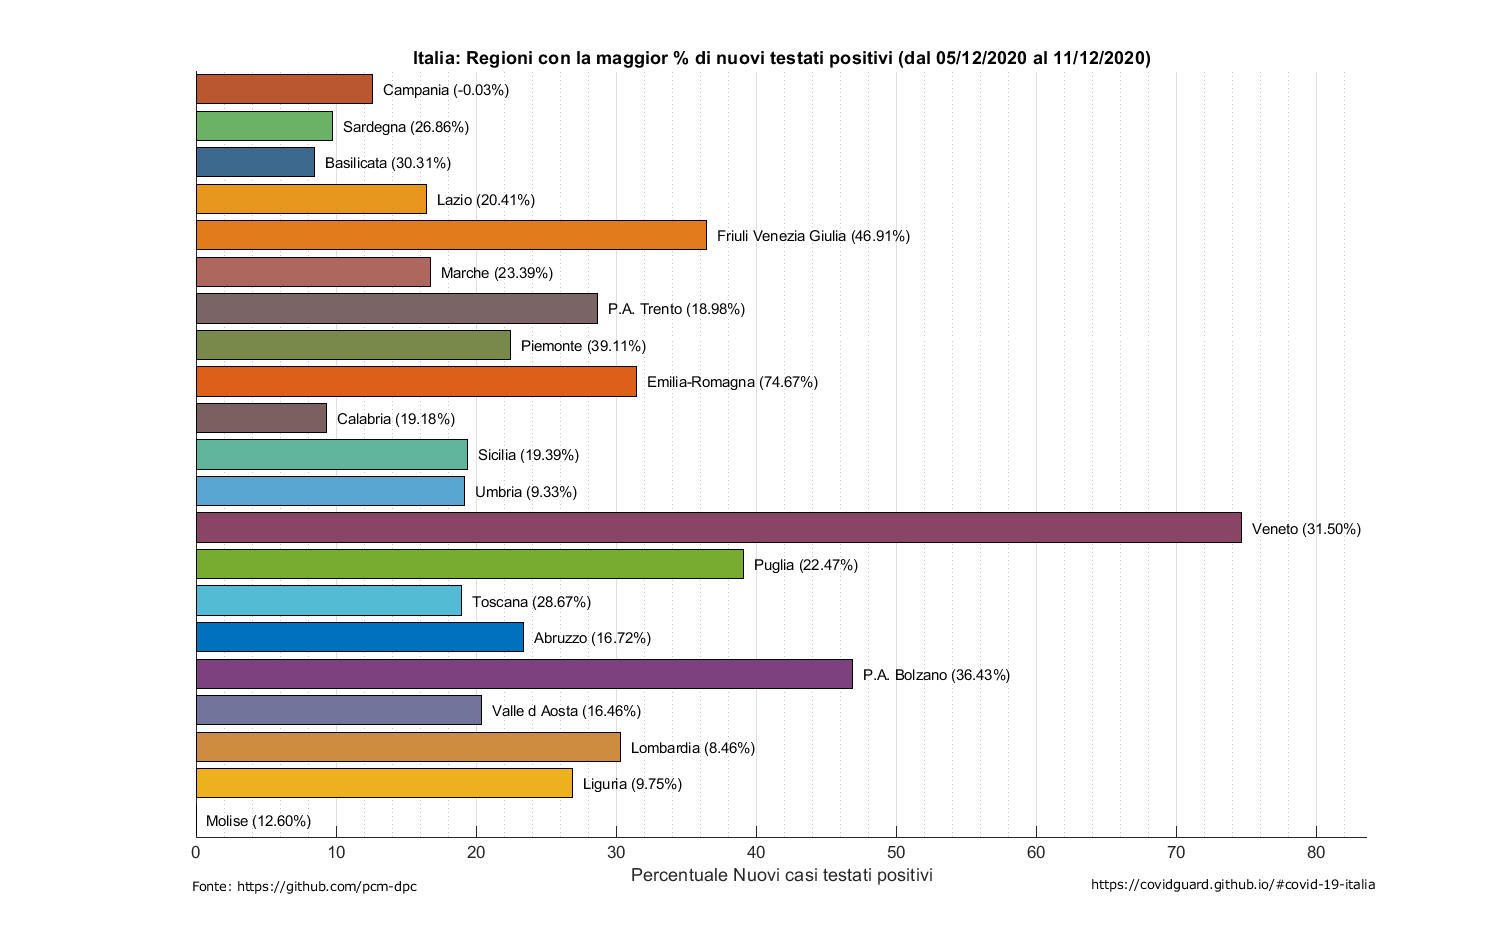 Italia: Regioni con la maggior % di nuovi testati positivi (dal 05/12/2020 al 11/12/2020)
Campania (-0.03%)
Sardegna (26.86%)
Basilicata (30.31%)
Lazio (20.41%)
Friuli Venezia Giulia (46.91%)
Marche (23.39%)
P.A. Trento (18.98%)
Piemonte (39.11%)
Emilia-Romagna (74.67%)
Calabria (19.18%)
Sicilia (19.39%)
Umbria (9.33%)
Veneto (31.50%)
Puglia (22.47%)
Toscana (28.67%)
Abruzzo (16.72%)
P.A. Bolzano (36.43%)
Valle d Aosta (16.46%)
Lombardia (8.46%)
Liguria (9.75%)
Molise (12.60%)
0 10 20 30 40 50 60 70 80
Percentuale Nuovi casi testati positivi
Fonte: https://github.com/pcm-dpc
https://covidguard.github.io/#covid-19-italia